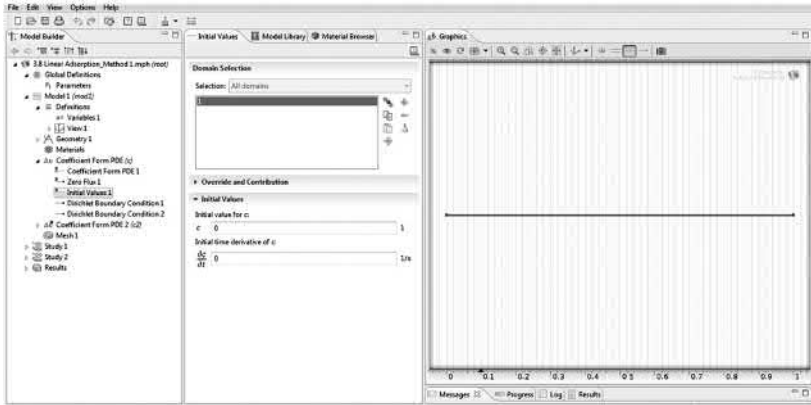 File Edit View Options Help
Model Builder
3.8 Linear Adsorption_Method 1.mph (root)
Global Definitions
Pi Parameters
Model 1 (mod1)
Definitions
a= Variables 1
View 1
Geometry 1
Materials
Δu Coefficient Form PDE (c)
Coefficient Form PDE 1
Zero Flux 1
Initial Values 1
Dirichlet Boundary Condition 1
Dirichlet Boundary Condition 2
Δu Coefficient Form PDE 2 (c2)
Mesh 1
Study 1
Study 2
Results
Initial Values Model Library Material Browser
Domain Selection
Selection: All domains
1
Override and Contribution
Initial Values
Initial value for c:
c 0 1
Initial time derivative of c:
∂c/∂t 0 1/s
Graphics
0 0.1 0.2 0.3 0.4 0.5 0.6 0.7 0.8 0.9 1
Messages Progress Log Results